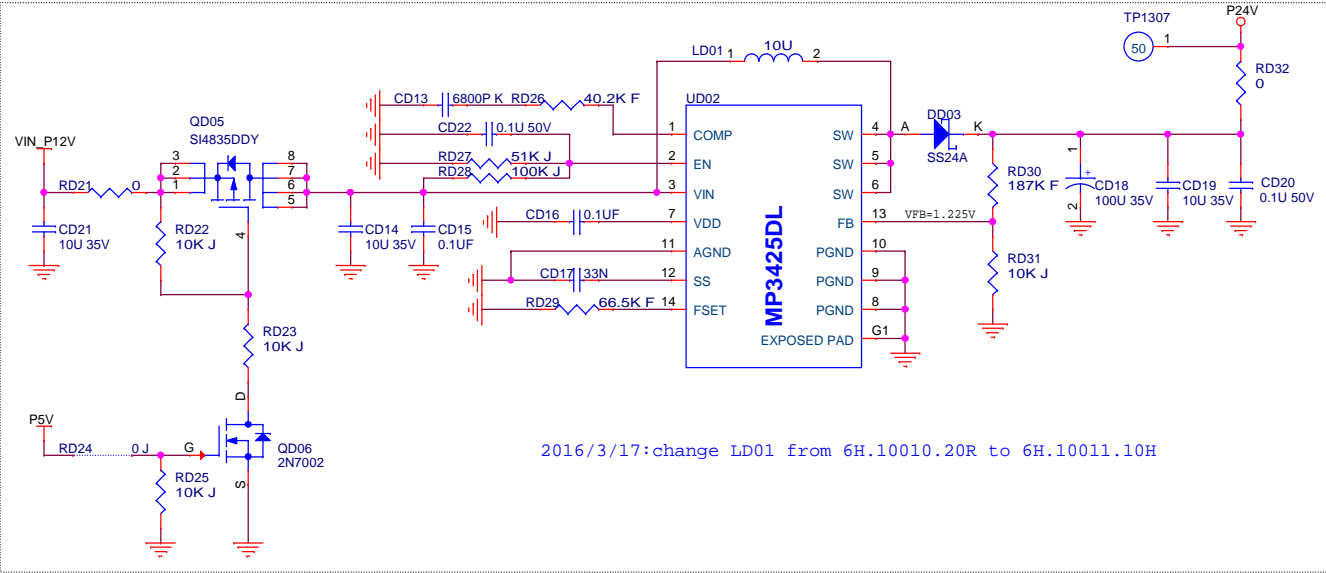 TP1307
50
1
P24V
RD32
0
LD01 1 10U 2
CD13 6800P K RD26 40.2K F
UD02
QD05
SI4835DDY
CD22 0.1U 50V
1 COMP
SW 4 A
DD03
K
SS24A
VIN_P12V
3
2
1
8
7
6
5
RD27 51K J
RD28 100K J
2 EN
SW 5
RD21 0
3 VIN
SW 6
RD30
187K F
1
+
CD18
100U 35V
2
CD19
10U 35V
CD20
0.1U 50V
CD21
10U 35V
RD22
10K J
4
CD14
10U 35V
CD15
0.1UF
CD16 0.1UF
7 VDD
FB 13
VFB=1.225V
11 AGND
PGND 10
RD31
10K J
CD17 33N
12 SS
PGND 9
RD29 66.5K F
14 FSET
PGND 8
MP3425DL
EXPOSED PAD G1
RD23
10K J
D
P5V
RD24 0 J
G
QD06
2N7002
S
RD25
10K J
2016/3/17:change LD01 from 6H.10010.20R to 6H.10011.10H